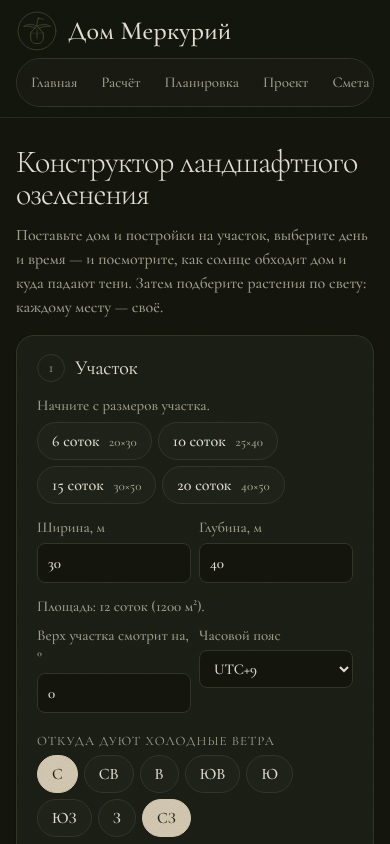 Дом Меркурий
Главная Расчёт Планировка Проект Смета
Конструктор ландшафтного
озеленения
Поставьте дом и постройки на участок, выберите день
и время — и посмотрите, как солнце обходит дом и
куда падают тени. Затем подберите растения по свету:
каждому месту — своё.
1 Участок
Начните с размеров участка.
6 соток 20×30 10 соток 25×40
15 соток 30×50 20 соток 40×50
Ширина, м Глубина, м
30 40
Площадь: 12 соток (1200 м²).
Верх участка смотрит на, Часовой пояс
°
UTC+9
0
ОТКУДА ДУЮТ ХОЛОДНЫЕ ВЕТРА
С СВ В ЮВ Ю
ЮЗ З СЗ